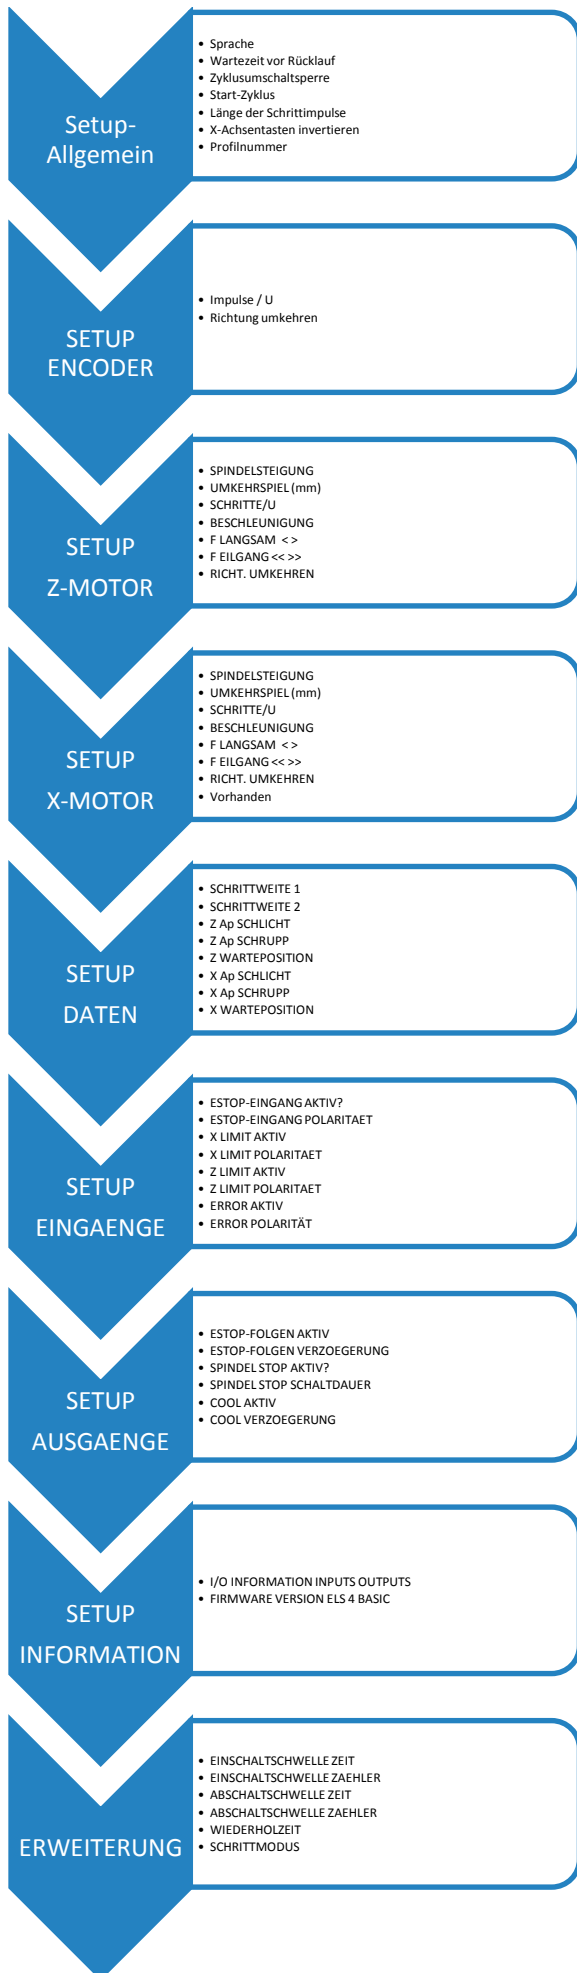 Setup-
Allgemein
• Sprache
• Wartezeit vor Rücklauf
• Zyklusumschaltsperre
• Start-Zyklus
• Länge der Schrittimpulse
• X-Achsentasten invertieren
• Profilnummer
SETUP
ENCODER
• Impulse / U
• Richtung umkehren
SETUP
Z-MOTOR
• SPINDELSTEIGUNG
• UMKEHRSPIEL (mm)
• SCHRITTE/U
• BESCHLEUNIGUNG
• F LANGSAM < >
• F EILGANG << >>
• RICHT. UMKEHREN
SETUP
X-MOTOR
• SPINDELSTEIGUNG
• UMKEHRSPIEL (mm)
• SCHRITTE/U
• BESCHLEUNIGUNG
• F LANGSAM < >
• F EILGANG << >>
• RICHT. UMKEHREN
• Vorhanden
SETUP
DATEN
• SCHRITTWEITE 1
• SCHRITTWEITE 2
• Z Ap SCHLICHT
• Z Ap SCHRUPP
• Z WARTEPOSITION
• X Ap SCHLICHT
• X Ap SCHRUPP
• X WARTEPOSITION
SETUP
EINGAENGE
• ESTOP-EINGANG AKTIV?
• ESTOP-EINGANG POLARITAET
• X LIMIT AKTIV
• X LIMIT POLARITAET
• Z LIMIT AKTIV
• Z LIMIT POLARITAET
• ERROR AKTIV
• ERROR POLARITÄT
SETUP
AUSGAENGE
• ESTOP-FOLGEN AKTIV
• ESTOP-FOLGEN VERZOEGERUNG
• SPINDEL STOP AKTIV?
• SPINDEL STOP SCHALTDAUER
• COOL AKTIV
• COOL VERZOEGERUNG
SETUP
INFORMATION
• I/O INFORMATION INPUTS OUTPUTS
• FIRMWARE VERSION ELS 4 BASIC
ERWEITERUNG
• EINSCHALTSCHWELLE ZEIT
• EINSCHALTSCHWELLE ZAEHLER
• ABSCHALTSCHWELLE ZEIT
• ABSCHALTSCHWELLE ZAEHLER
• WIEDERHOLZEIT
• SCHRITTMODUS